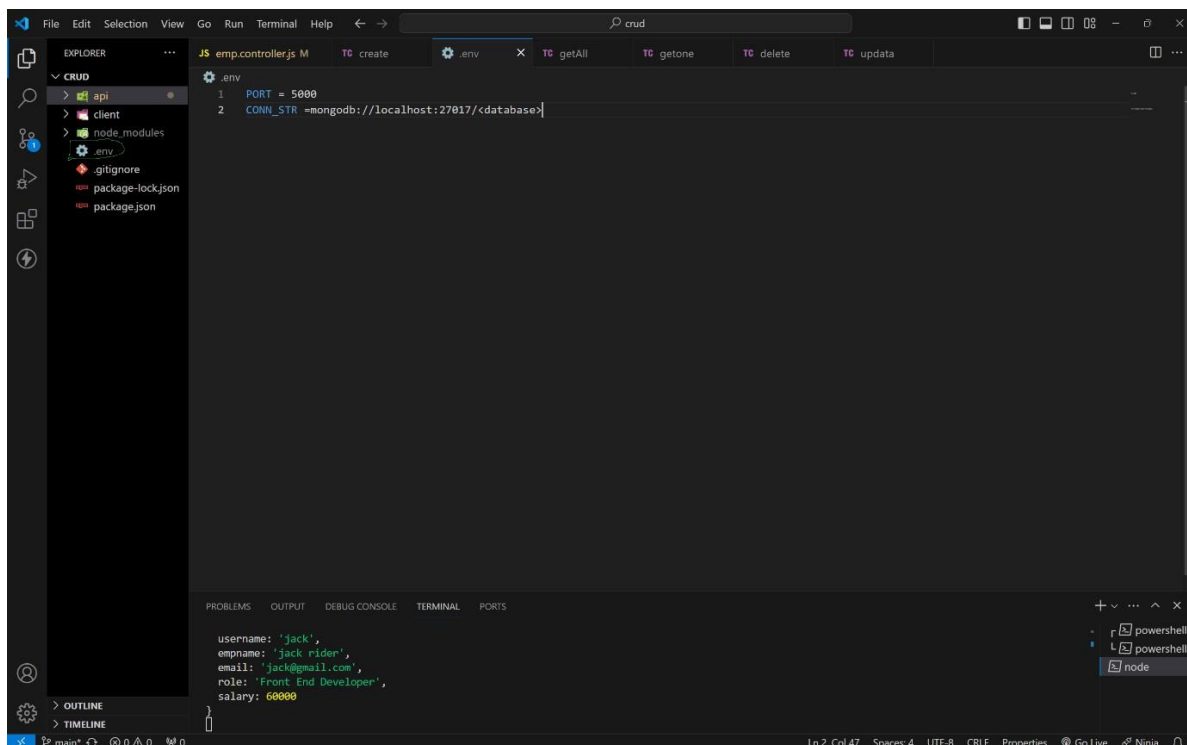 File Edit Selection View Go Run Terminal Help crud
EXPLORER
JS emp.controller.js M TC create .env TC getAll TC getone TC delete TC updata
CRUD
api
client
node_modules
.env
.gitignore
package-lock.json
package.json
.env
1 PORT = 5000
2 CONN_STR =mongodb://localhost:27017/<database>
PROBLEMS OUTPUT DEBUG CONSOLE TERMINAL PORTS
username: 'jack',
empname: 'jack rider',
email: 'jack@gmail.com',
role: 'Front End Developer',
salary: 60000
}
powershell
powershell
node
OUTLINE
TIMELINE
main* 0 0 0 Ln 2, Col 47 Spaces: 4 UTF-8 CRLF Properties Go Live Ninja